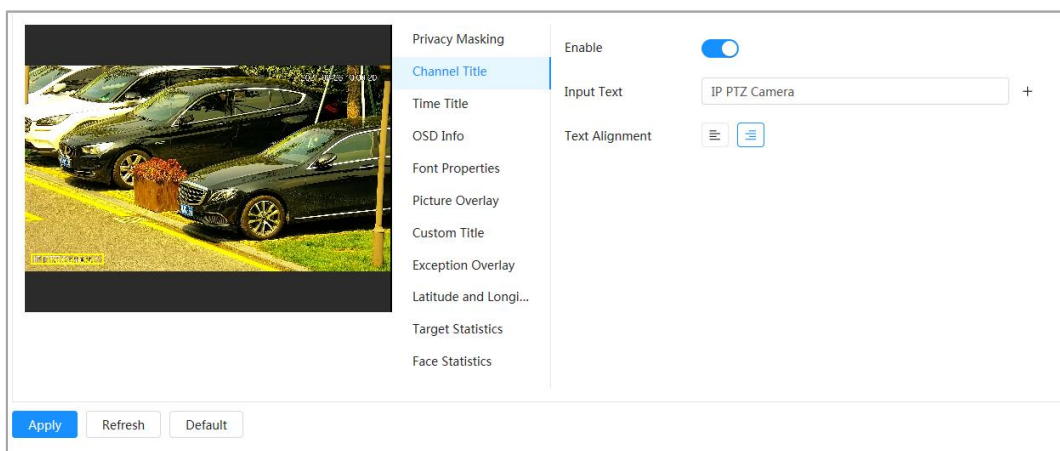 Privacy Masking
Channel Title
Time Title
OSD Info
Font Properties
Picture Overlay
Custom Title
Exception Overlay
Latitude and Longi...
Target Statistics
Face Statistics
Enable
Input Text
IP PTZ Camera
+
Text Alignment
Apply
Refresh
Default